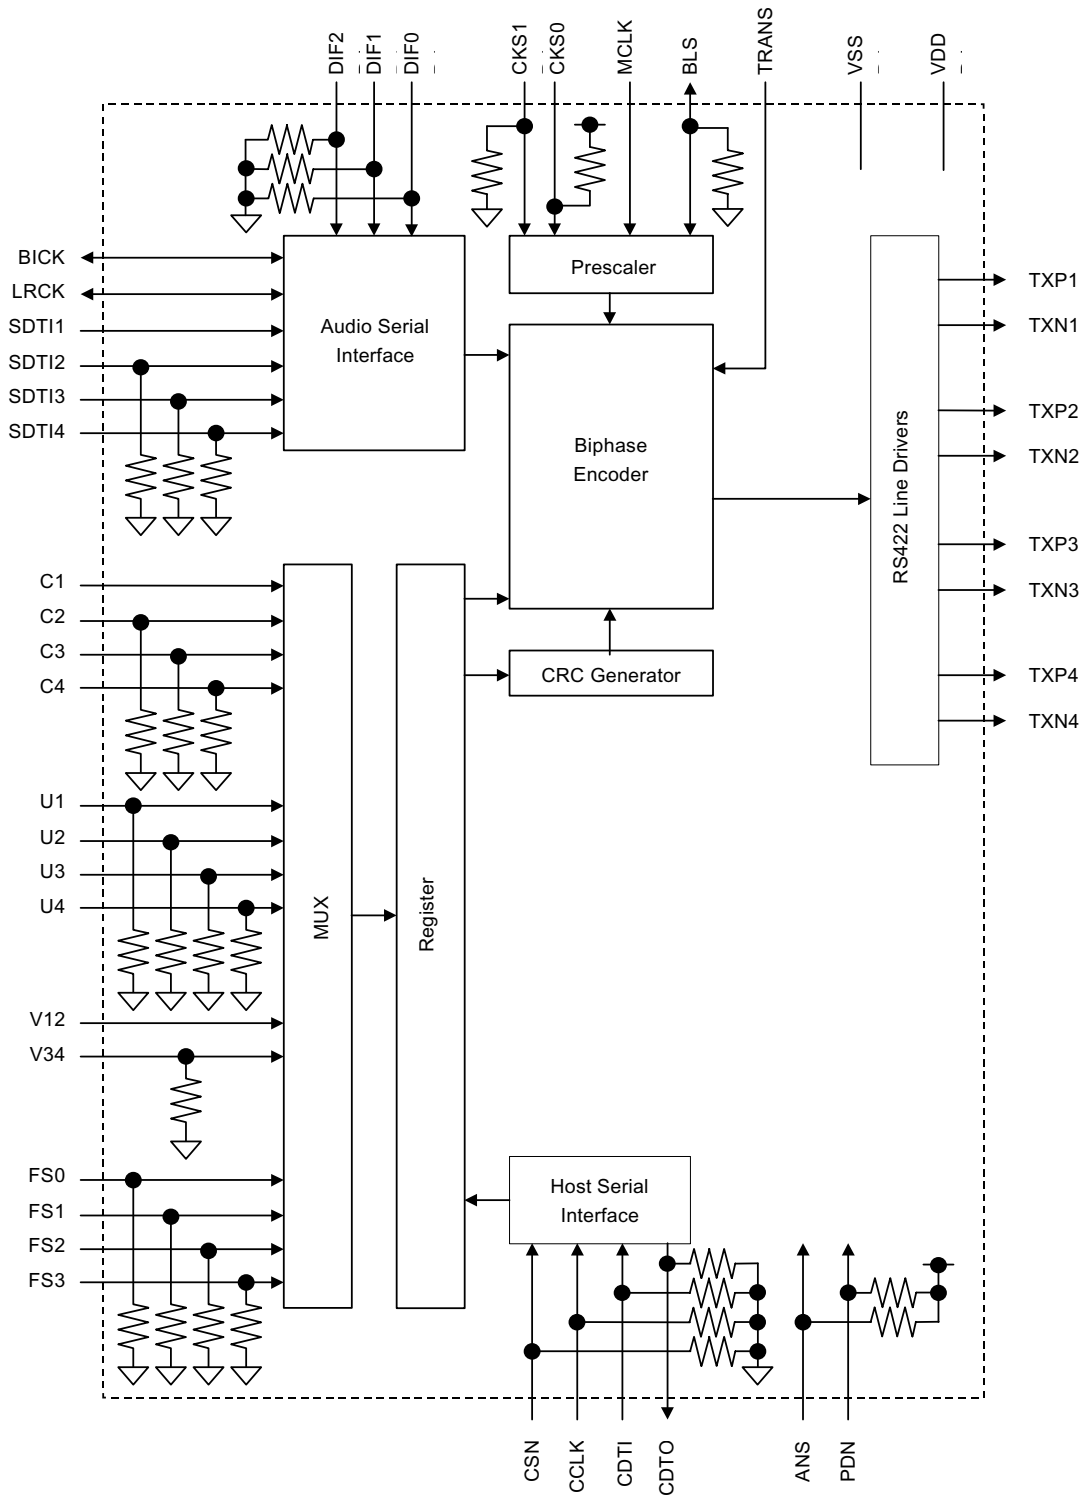 DIF2
DIF1
DIF0
CKS1
CKS0
MCLK
BLS
TRANS
VSS
VDD
BICK
LRCK
SDTI1
SDTI2
SDTI3
SDTI4
Audio Serial
Interface
Prescaler
Biphase
Encoder
RS422 Line Drivers
TXP1
TXN1
TXP2
TXN2
TXP3
TXN3
TXP4
TXN4
C1
C2
C3
C4
CRC Generator
U1
U2
U3
U4
MUX
Register
V12
V34
FS0
FS1
FS2
FS3
Host Serial
Interface
CSN
CCLK
CDTI
CDTO
ANS
PDN